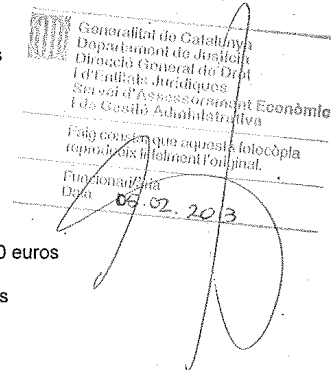 s
Generalitat de Catalunya
Departament de Justícia
Direcció General de Dret
i d'Entitats Jurídiques
Servei d'Assessorament Econòmic
i de Gestió Administrativa
Faig constar que aquesta fotocòpia
reprodueix fidelment l'original.
Funcionari/ària
Data 06.02.2013
0 euros
s